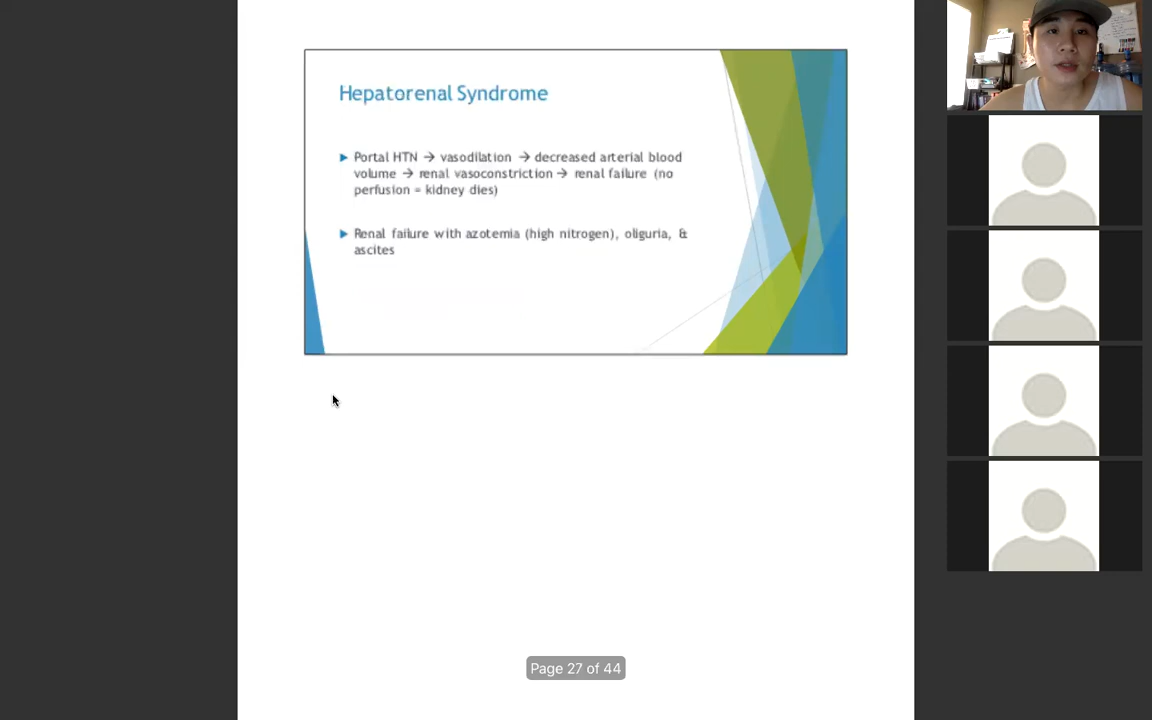 Hepatorenal Syndrome
Portal HTN → vasodilation → decreased arterial blood
volume → renal vasoconstriction → renal failure (no
perfusion = kidney dies)
Renal failure with azotemia (high nitrogen), oliguria, &
ascites
Page 27 of 44